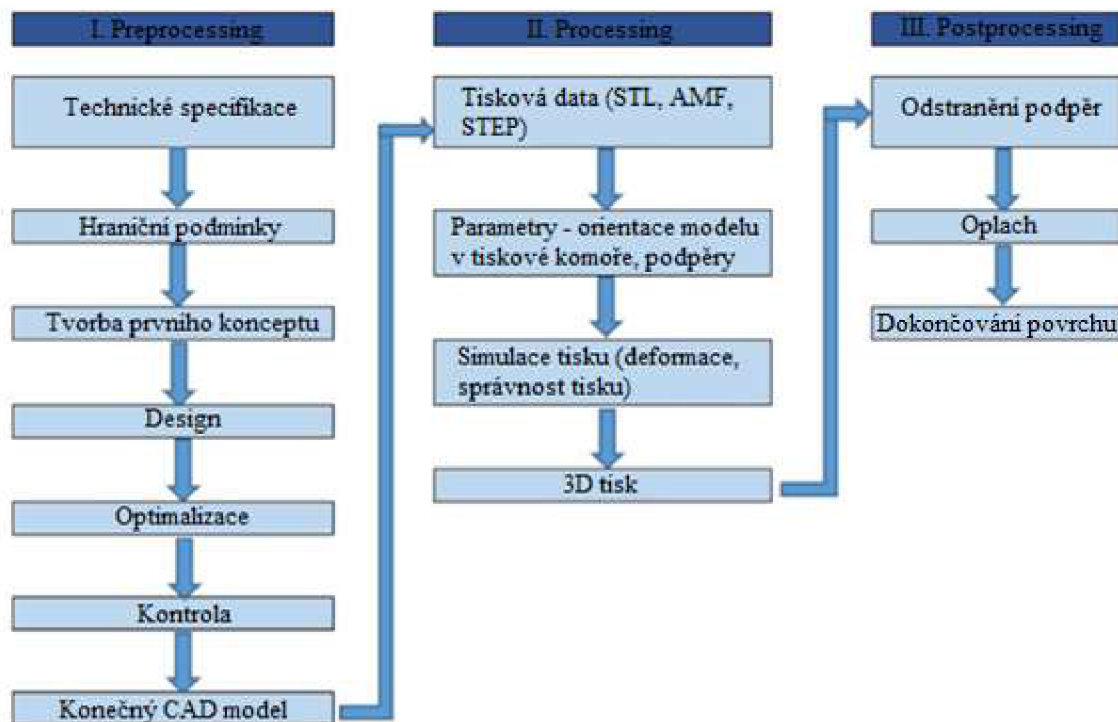 I. Preprocessing
Technické specifikace
Hraniční podmínky
Tvorba prvního konceptu
Design
Optimalizace
Kontrola
Konečný CAD model
II. Processing
Tisková data (STL, AMF,
STEP)
Parametry - orientace modelu
v tiskové komoře, podpěry
Simulace tisku (deformace,
správnost tisku)
3D tisk
III. Postprocessing
Odstranění podpěr
Oplach
Dokončování povrchu